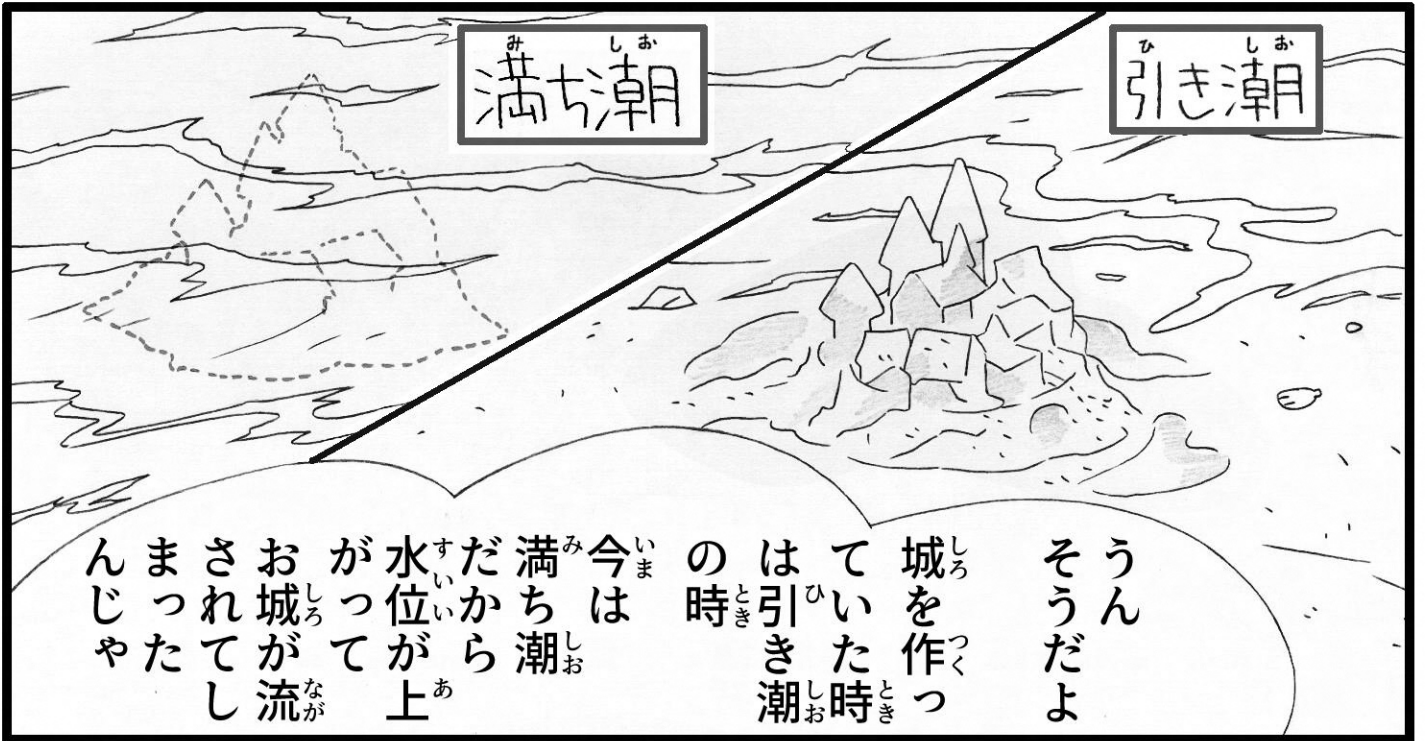 引き潮
満ち潮
うん
そうだよ
城を作っ
ていた時
は引き潮
の時
今は
満ち潮
だから
水位が上
がって
お城が流
されてし
まった
んじゃ